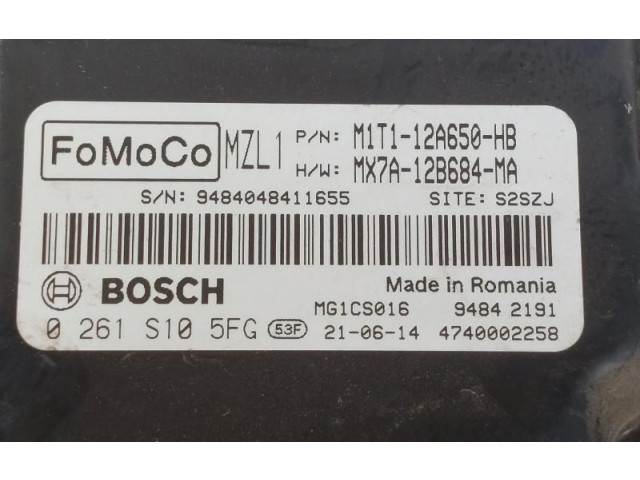 FoMoCo MZL1 P/N: M1T1-12A650-HB
H/W: MX7A-12B684-MA
S/N: 9484048411655 SITE: S2SZJ
BOSCH Made in Romania
MG1CS016 9484 2191
0 261 S10 5FG 53F 21-06-14 4740002258